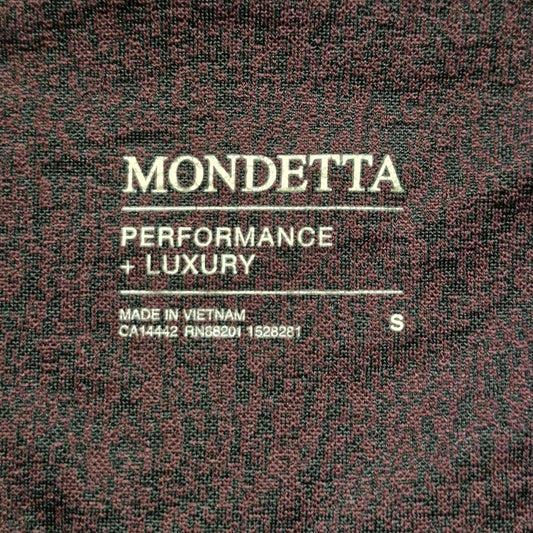 MONDETTA
PERFORMANCE
+ LUXURY
MADE IN VIETNAM
CA14442 RN88201 1528281
S